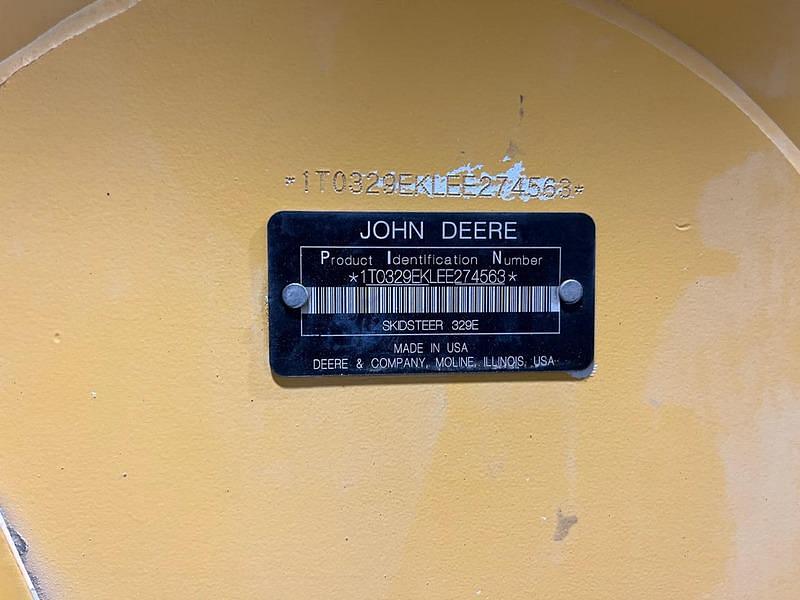 *1T0329EKLEE274563*
JOHN DEERE
Product Identification Number
*1T0329EKLEE274563*
SKIDSTEER 329E
MADE IN USA
DEERE & COMPANY, MOLINE, ILLINOIS, USA